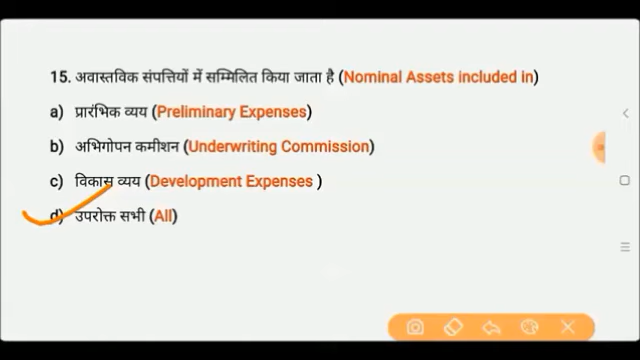 15. अवास्तविक संपत्तियों में सम्मिलित किया जाता है (Nominal Assets included in)
a) प्रारंभिक व्यय (Preliminary Expenses)
b) अभिगोपन कमीशन (Underwriting Commission)
c) विकास व्यय (Development Expenses )
d) उपरोक्त सभी (All)